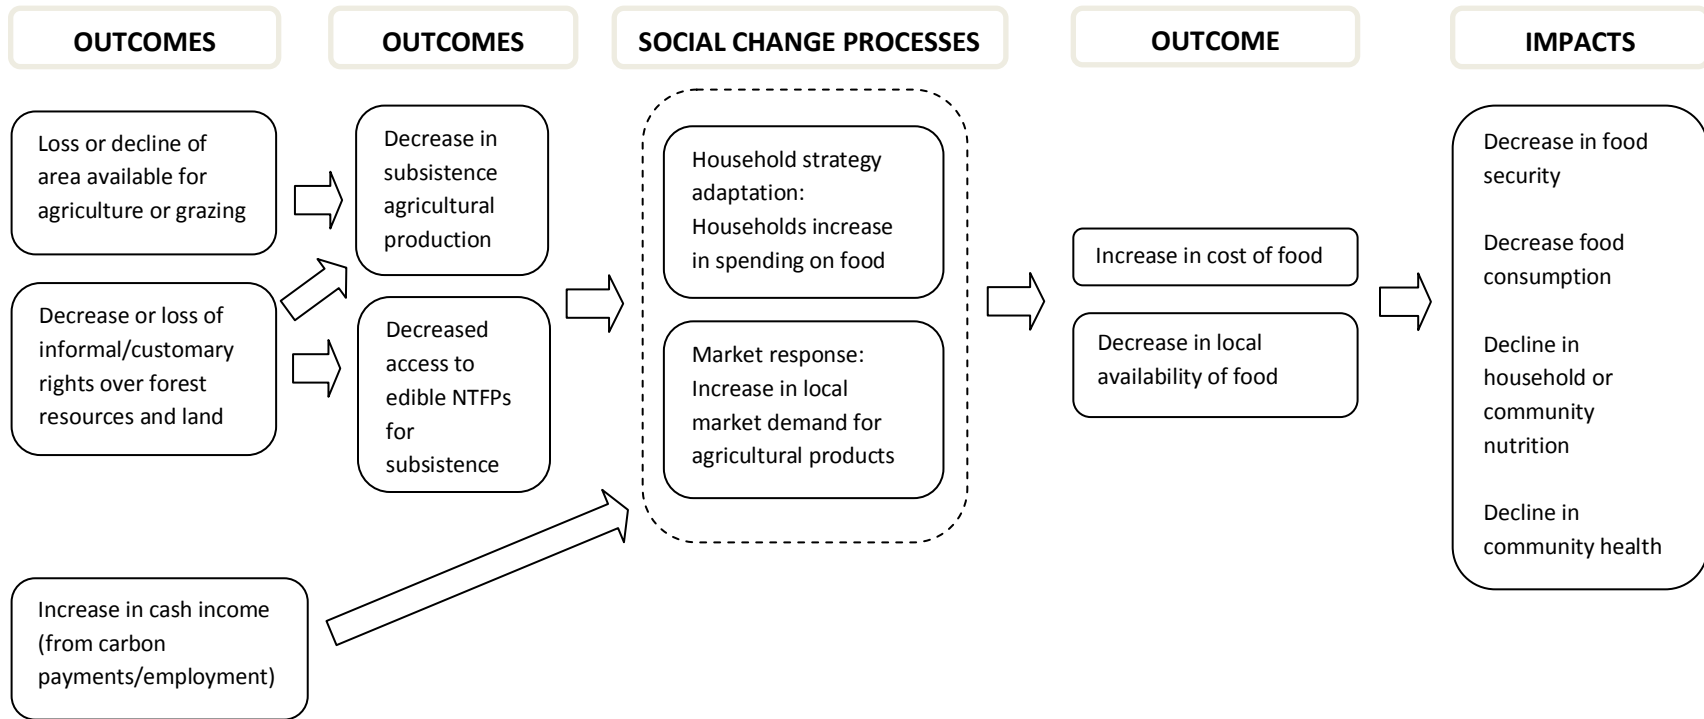 OUTCOMES
OUTCOMES
SOCIAL CHANGE PROCESSES
OUTCOME
IMPACTS
Loss or decline of
area available for
agriculture or grazing
Decrease or loss of
informal/customary
rights over forest
resources and land
Increase in cash income
(from carbon
payments/employment)
Decrease in
subsistence
agricultural
production
Decreased
access to
edible NTFPs
for
subsistence
Household strategy
adaptation:
Households increase
in spending on food
Market response:
Increase in local
market demand for
agricultural products
Increase in cost of food
Decrease in local
availability of food
Decrease in food
security
Decrease food
consumption
Decline in
household or
community
nutrition
Decline in
community health